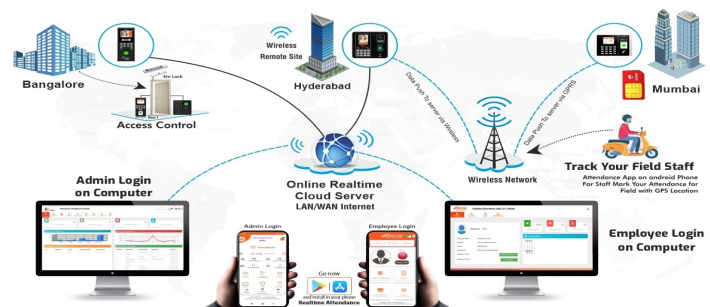 Bangalore
Em Lock
Access Control
Wireless
Remote Site
Hyderabad
Data Push To server via Wireless
Data Push To server via GPRS
Mumbai
Online Realtime
Cloud Server
LAN/WAN Internet
Wireless Network
Track Your Field Staff
Attendance App on android Phone
For Staff Mark Your Attendance for
Field with GPS Location
Admin Login
on Computer
Admin Login
Employee Login
Go now
and install in your phone
Realtime Attendance
Employee Login
on Computer